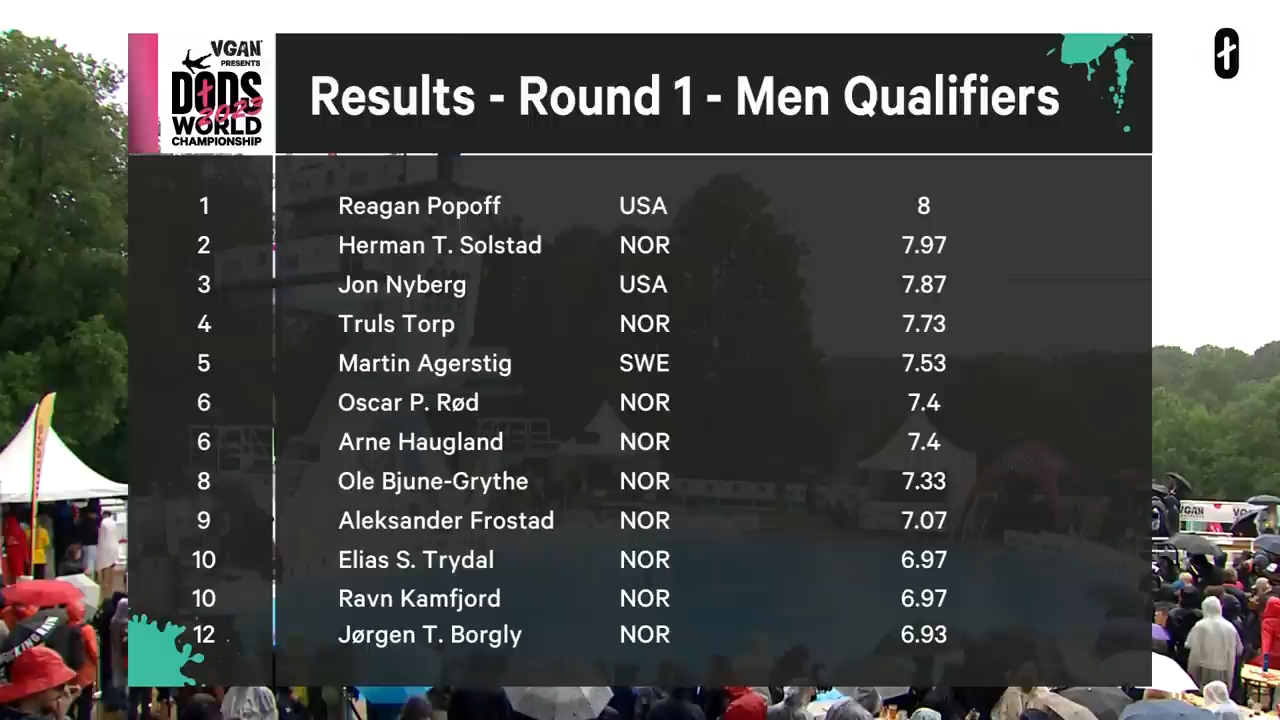 VGAN
PRESENTS
DØDS
2023
WORLD
CHAMPIONSHIP
Results - Round 1 - Men Qualifiers
1 Reagan Popoff USA 8
2 Herman T. Solstad NOR 7.97
3 Jon Nyberg USA 7.87
4 Truls Torp NOR 7.73
5 Martin Agerstig SWE 7.53
6 Oscar P. Rød NOR 7.4
6 Arne Haugland NOR 7.4
8 Ole Bjune-Grythe NOR 7.33
9 Aleksander Frostad NOR 7.07
10 Elias S. Trydal NOR 6.97
10 Ravn Kamfjord NOR 6.97
12 Jørgen T. Borgly NOR 6.93
VGAN